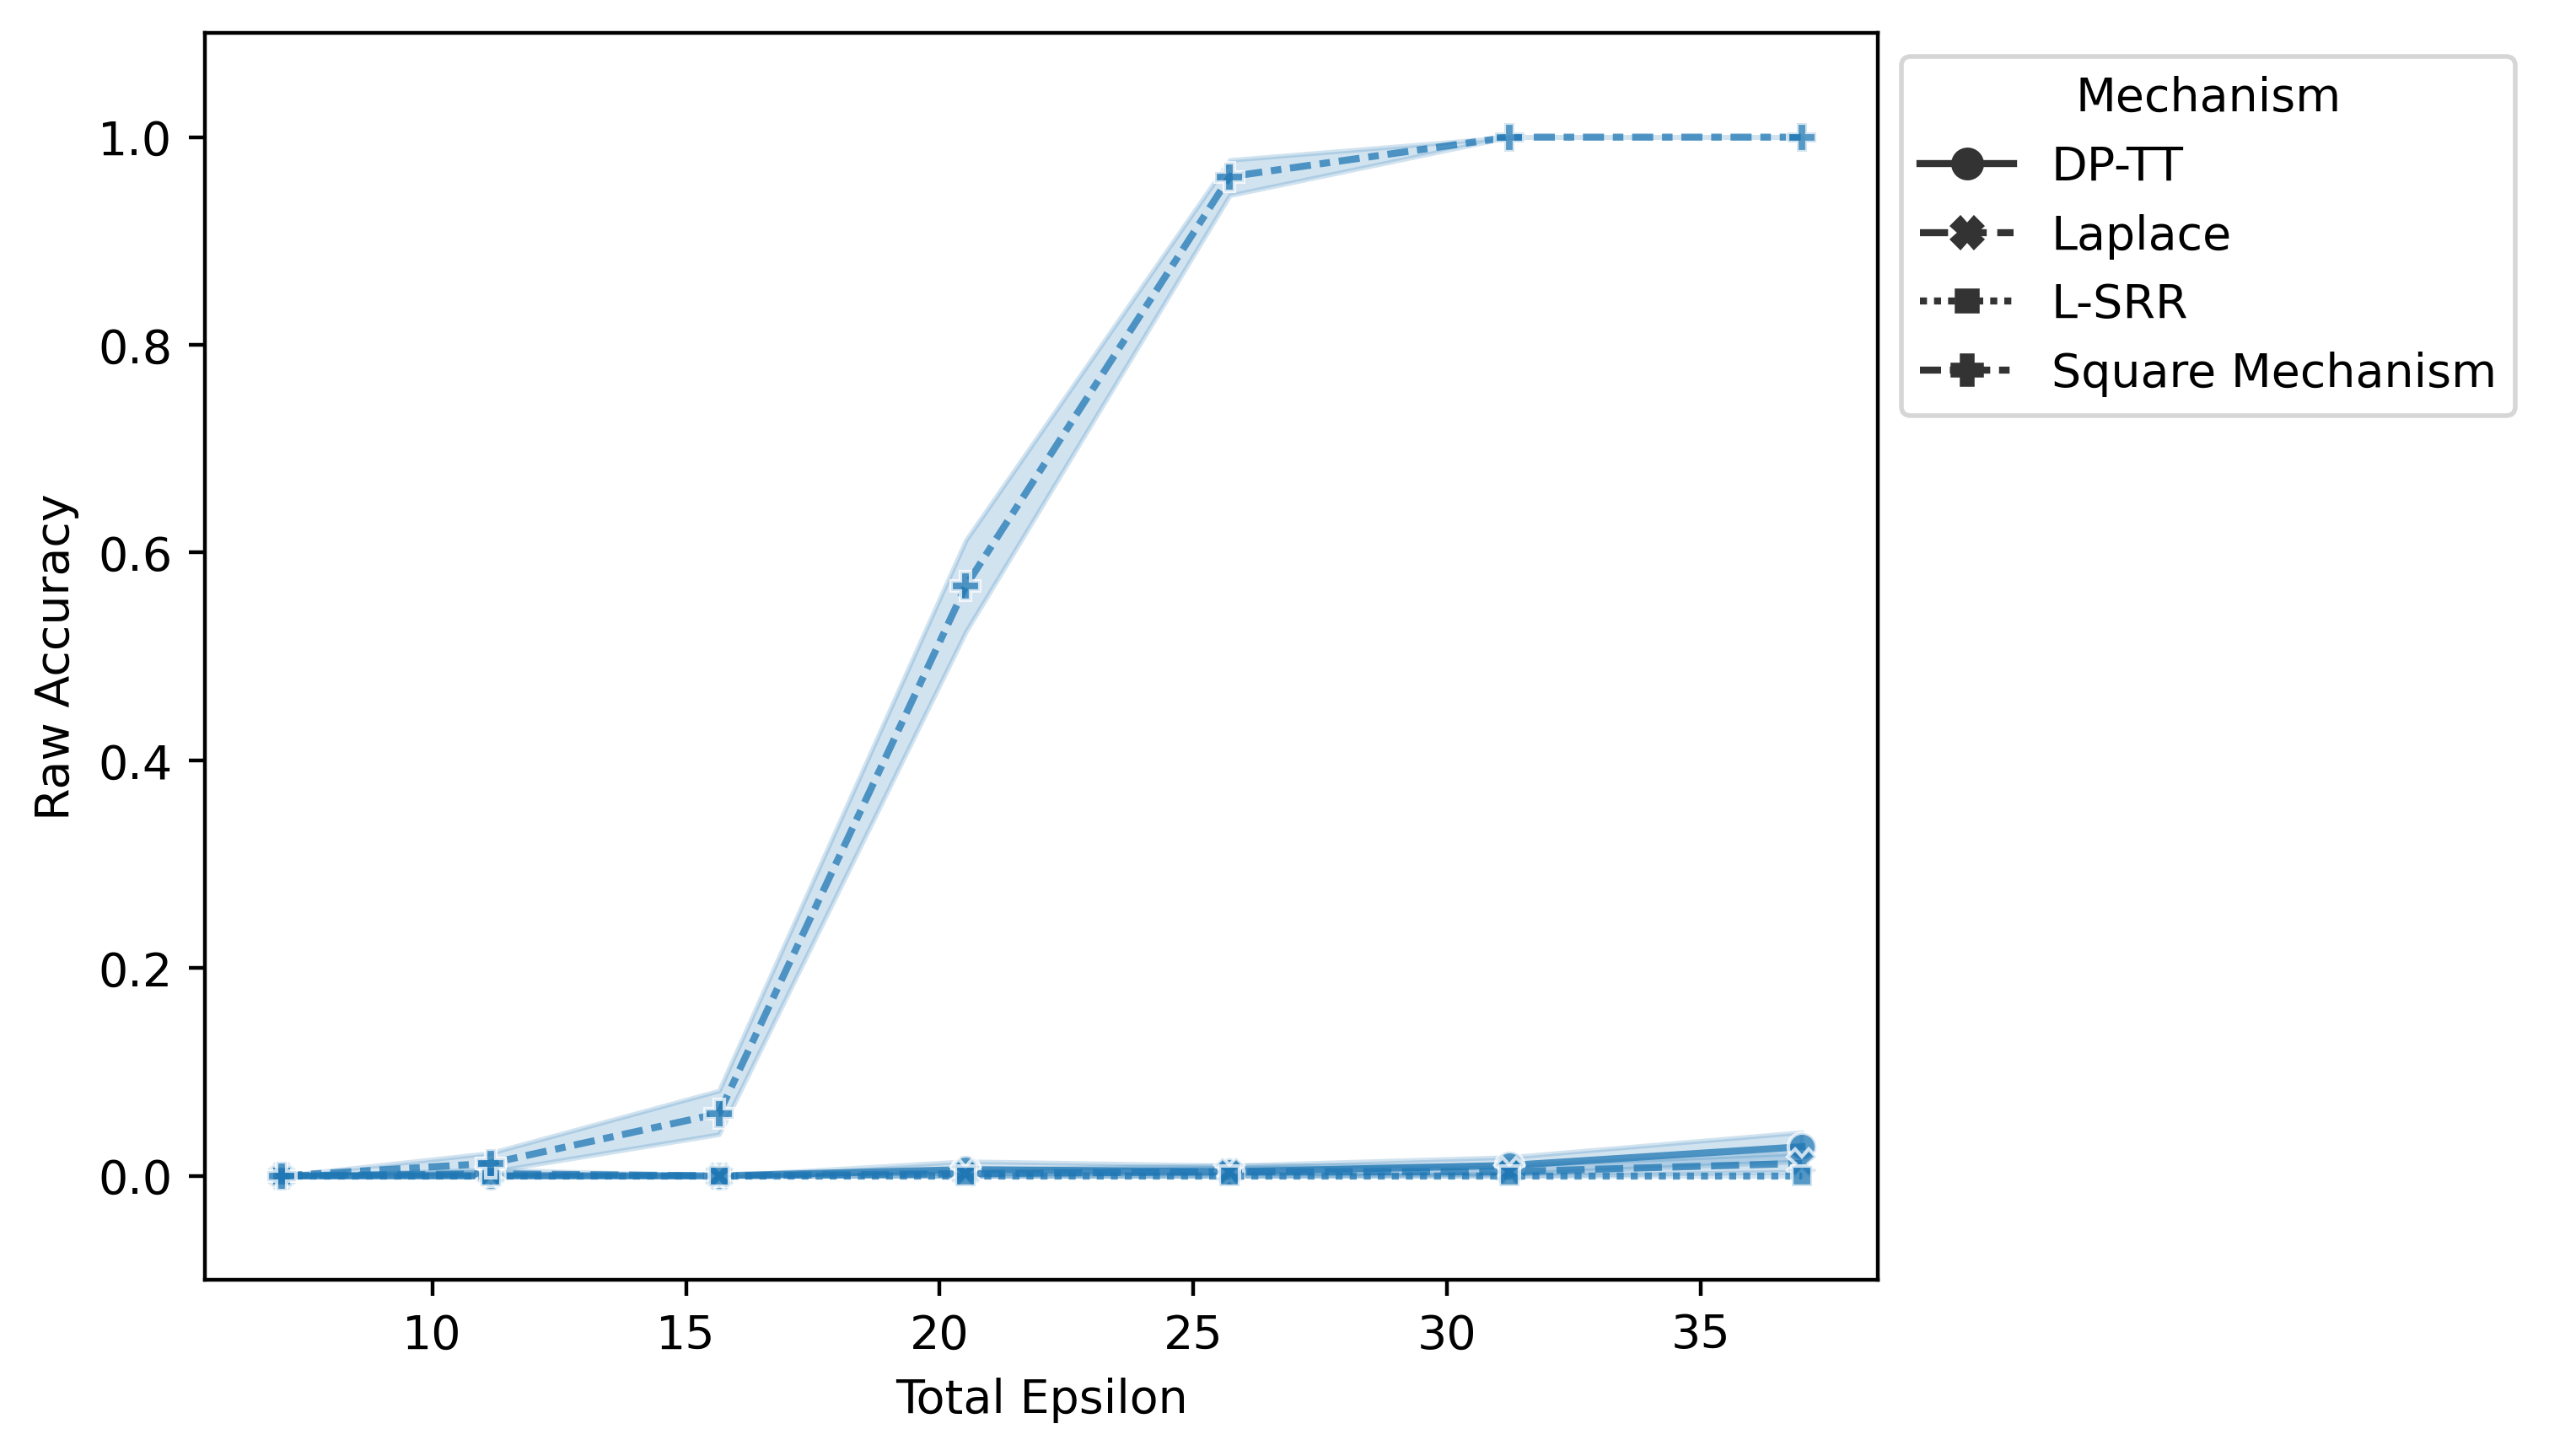 Mechanism
DP-TT
Laplace
L-SRR
Square Mechanism
Raw Accuracy
1.0
0.8
0.6
0.4
0.2
0.0
10 15 20 25 30 35
Total Epsilon